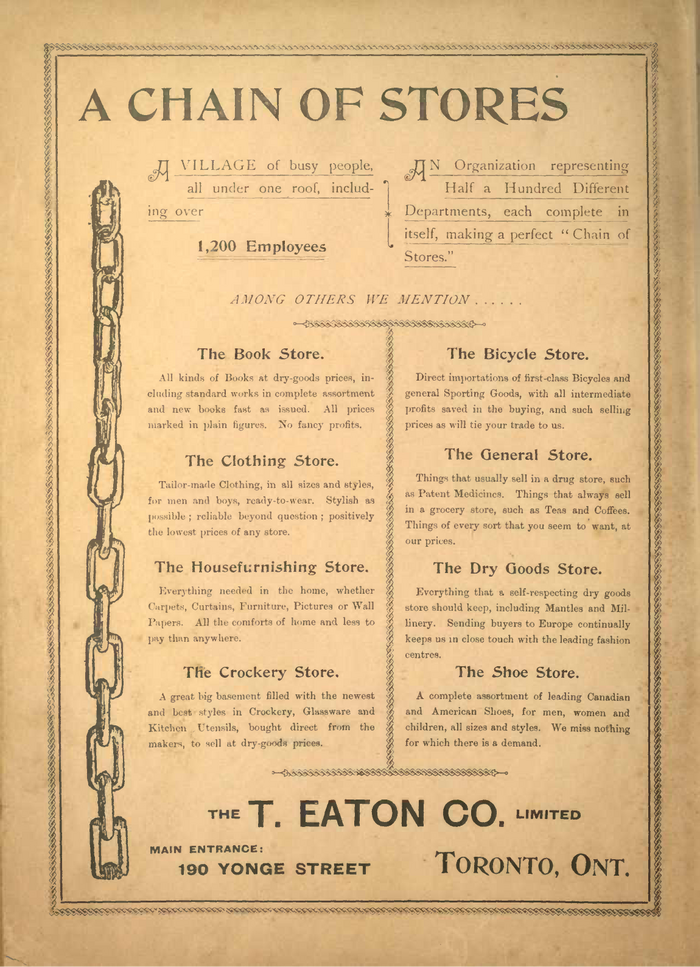 A CHAIN OF STORES
A VILLAGE of busy people,
all under one roof, includ-
ing over
1,200 Employees
AN Organization representing
Half a Hundred Different
Departments, each complete in
itself, making a perfect “Chain of
Stores.”
AMONG OTHERS WE MENTION ......
The Book Store.
All kinds of Books at dry-goods prices, in-
cluding standard works in complete assortment
and new books fast as issued. All prices
marked in plain figures. No fancy profits.
The Clothing Store.
Tailor-made Clothing, in all sizes and styles,
for men and boys, ready-to-wear. Stylish as
possible ; reliable beyond question ; positively
the lowest prices of any store.
The Housefurnishing Store.
Everything needed in the home, whether
Carpets, Curtains, Furniture, Pictures or Wall
Papers. All the comforts of home and less to
pay than anywhere.
The Crockery Store.
A great big basement filled with the newest
and best styles in Crockery, Glassware and
Kitchen Utensils, bought direct from the
makers, to sell at dry-goods prices.
The Bicycle Store.
Direct importations of first-class Bicycles and
general Sporting Goods, with all intermediate
profits saved in the buying, and such selling
prices as will tie your trade to us.
The General Store.
Things that usually sell in a drug store, such
as Patent Medicines. Things that always sell
in a grocery store, such as Teas and Coffees.
Things of every sort that you seem to want, at
our prices.
The Dry Goods Store.
Everything that a self-respecting dry goods
store should keep, including Mantles and Mil-
linery. Sending buyers to Europe continually
keeps us in close touch with the leading fashion
centres.
The Shoe Store.
A complete assortment of leading Canadian
and American Shoes, for men, women and
children, all sizes and styles. We miss nothing
for which there is a demand.
THE T. EATON CO. LIMITED
MAIN ENTRANCE:
190 YONGE STREET
TORONTO, ONT.